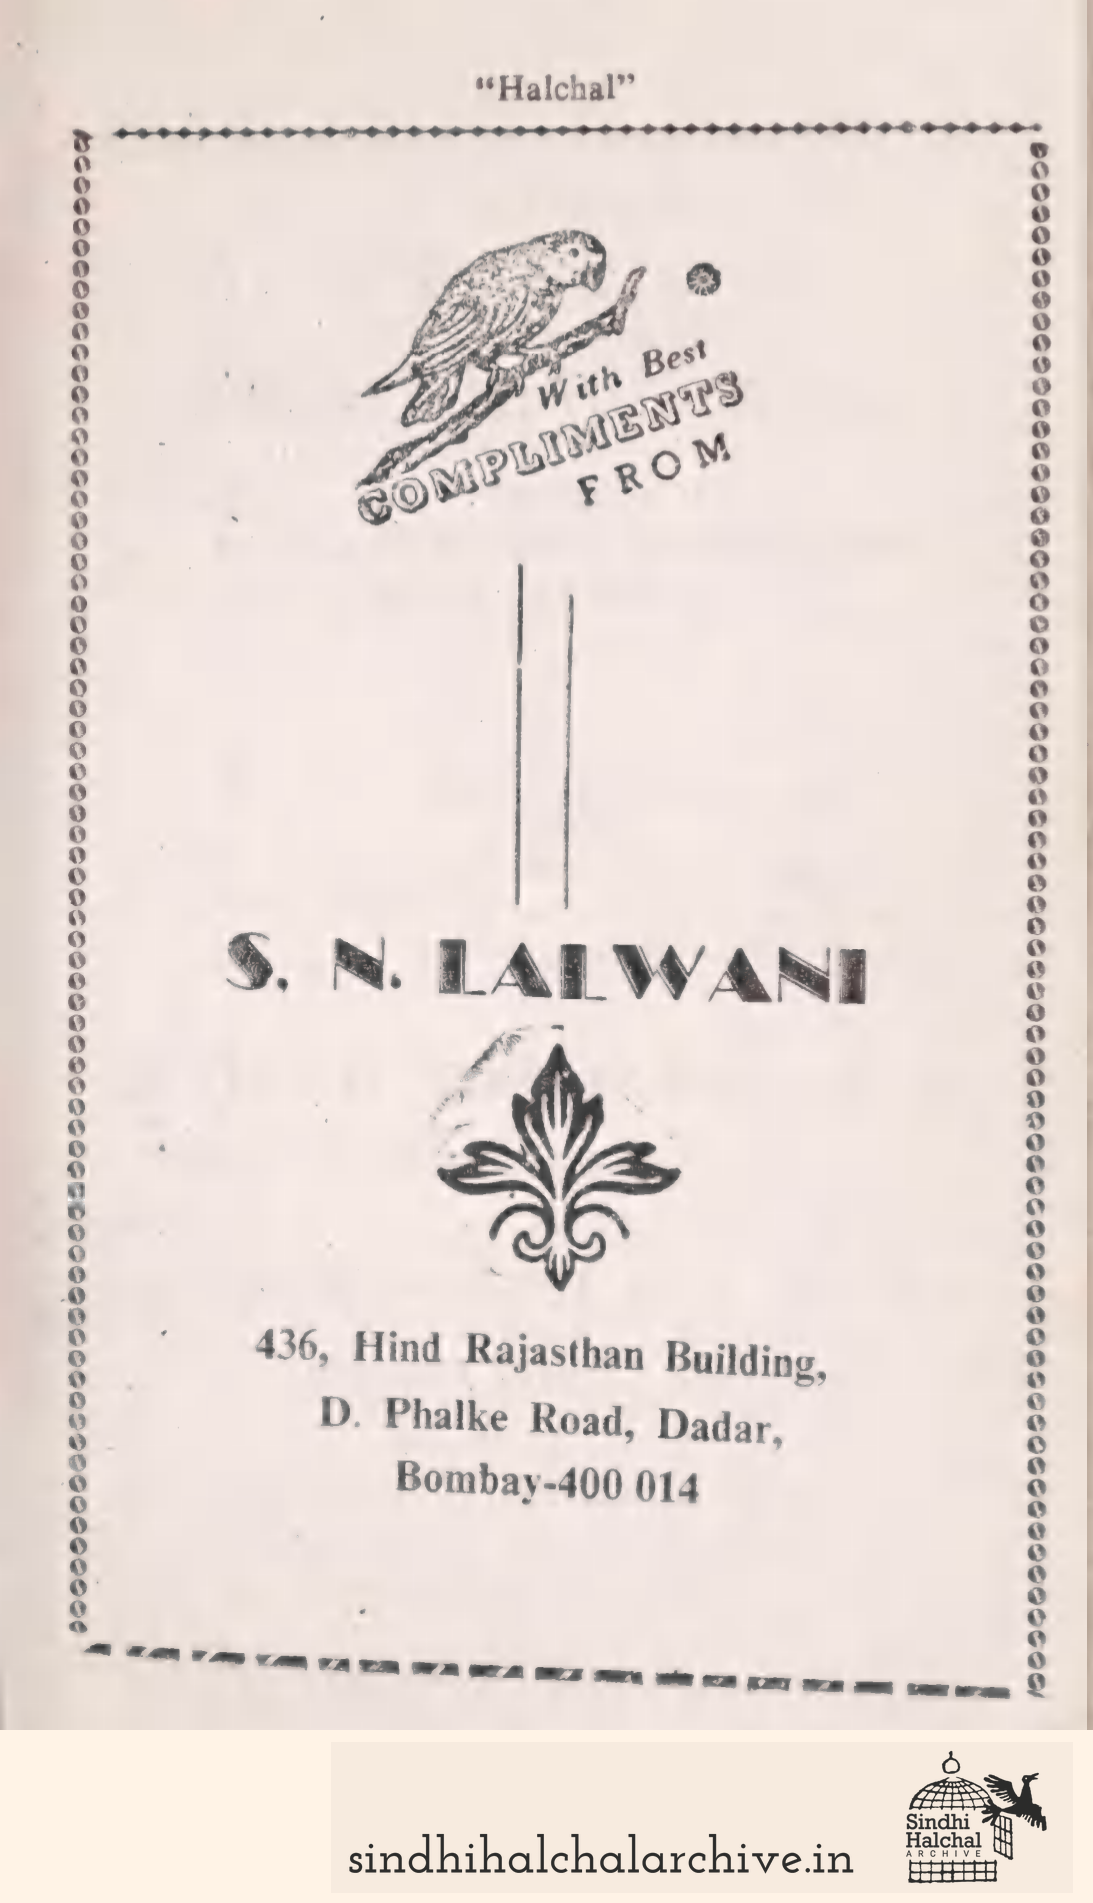 “Halchal”
With Best
COMPLIMENTS
FROM
S. N. LALWANI
436, Hind Rajasthan Building,
D. Phalke Road, Dadar,
Bombay-400 014
sindhihalchalarchive.in
Sindhi
Halchal
ARCHIVE